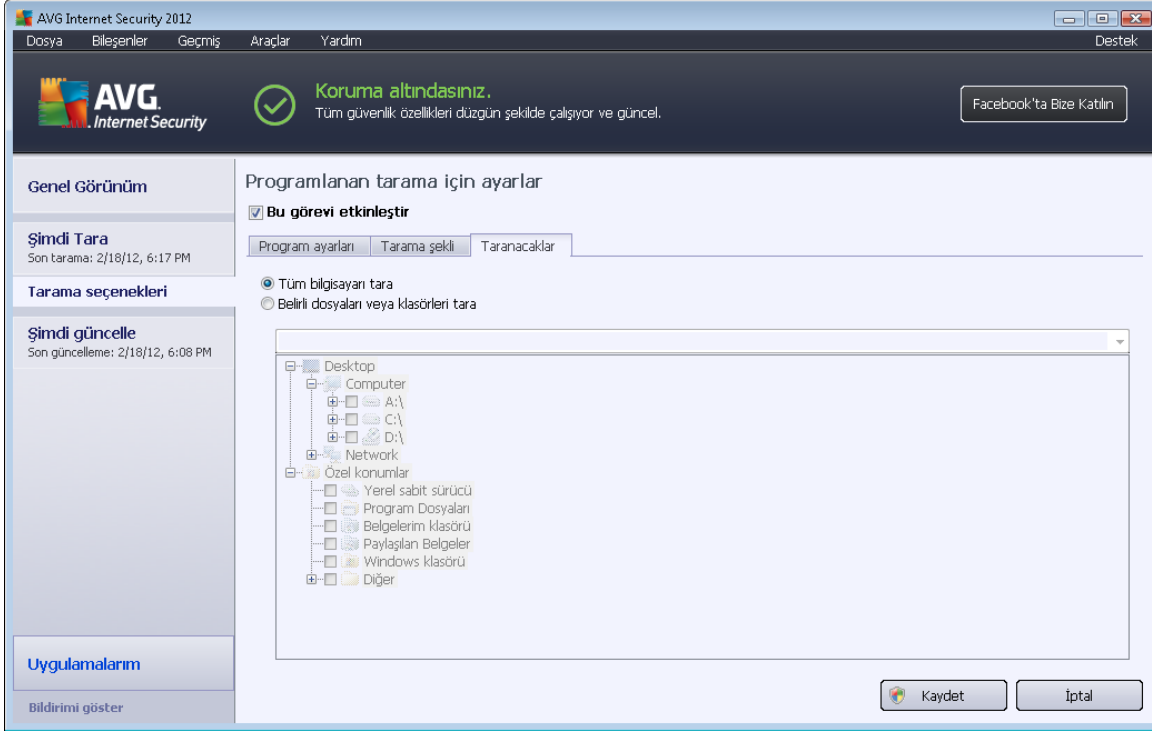 AVG Internet Security 2012
Dosya Bileşenler Geçmiş Araçlar Yardım Destek
AVG.
Internet Security
Koruma altındasınız.
Tüm güvenlik özellikleri düzgün şekilde çalışıyor ve güncel.
Facebook'ta Bize Katılın
Genel Görünüm
Şimdi Tara
Son tarama: 2/18/12, 6:17 PM
Tarama seçenekleri
Şimdi güncelle
Son güncelleme: 2/18/12, 6:08 PM
Uygulamalarım
Bildirimi göster
Programlanan tarama için ayarlar
Bu görevi etkinleştir
Program ayarları Tarama şekli Taranacaklar
Tüm bilgisayarı tara
Belirli dosyaları veya klasörleri tara
Desktop
Computer
A:\
C:\
D:\
Network
Özel konumlar
Yerel sabit sürücü
Program Dosyaları
Belgelerim klasörü
Paylaşılan Belgeler
Windows klasörü
Diğer
Kaydet İptal